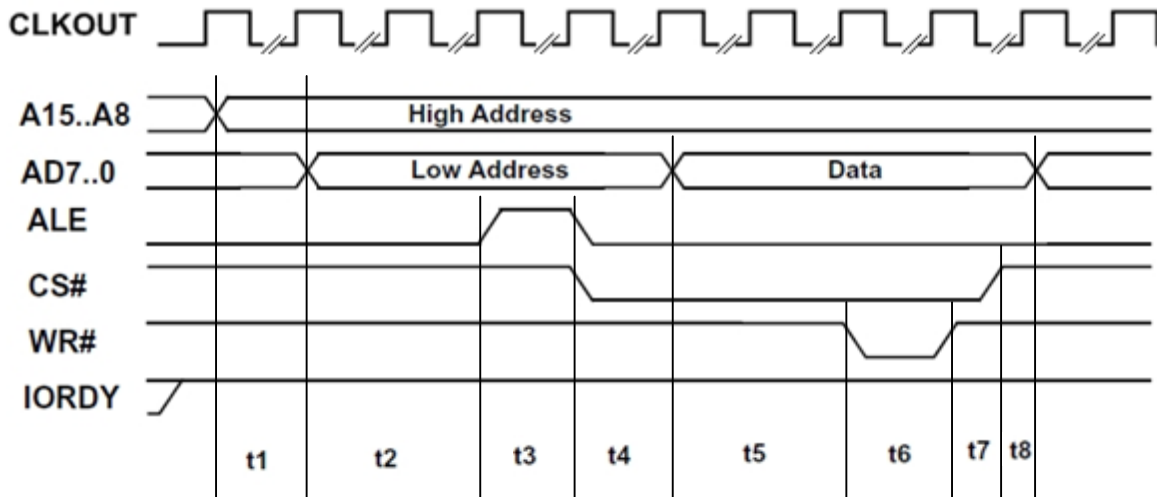 CLKOUT
A15..A8 High Address
AD7..0 Low Address Data
ALE
CS#
WR#
IORDY
t1 t2 t3 t4 t5 t6 t7 t8